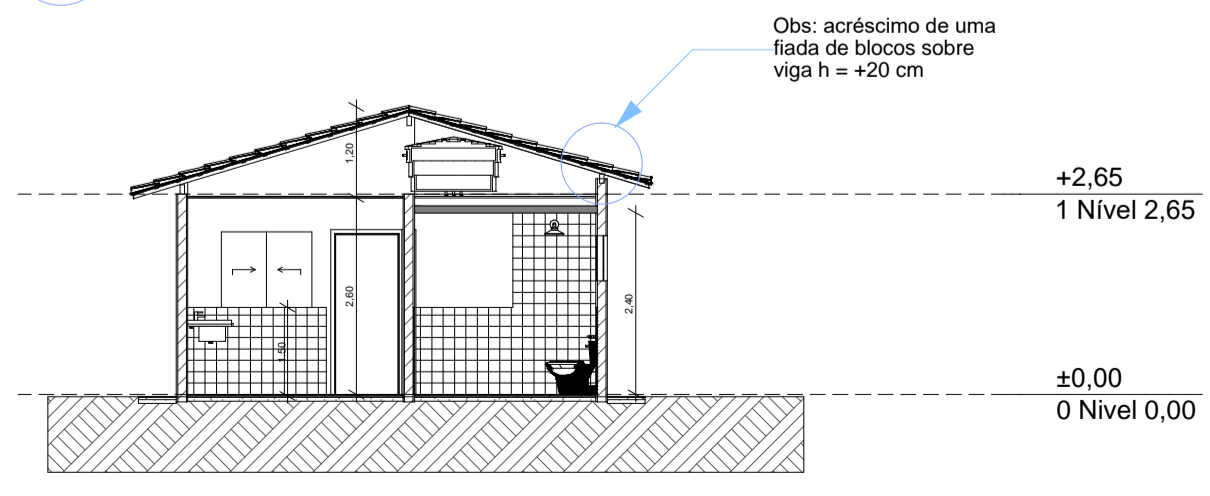 Obs: acréscimo de uma
fiada de blocos sobre
viga h = +20 cm
1,20
+2,65
1 Nível 2,65
2,60
2,40
1,50
±0,00
0 Nivel 0,00